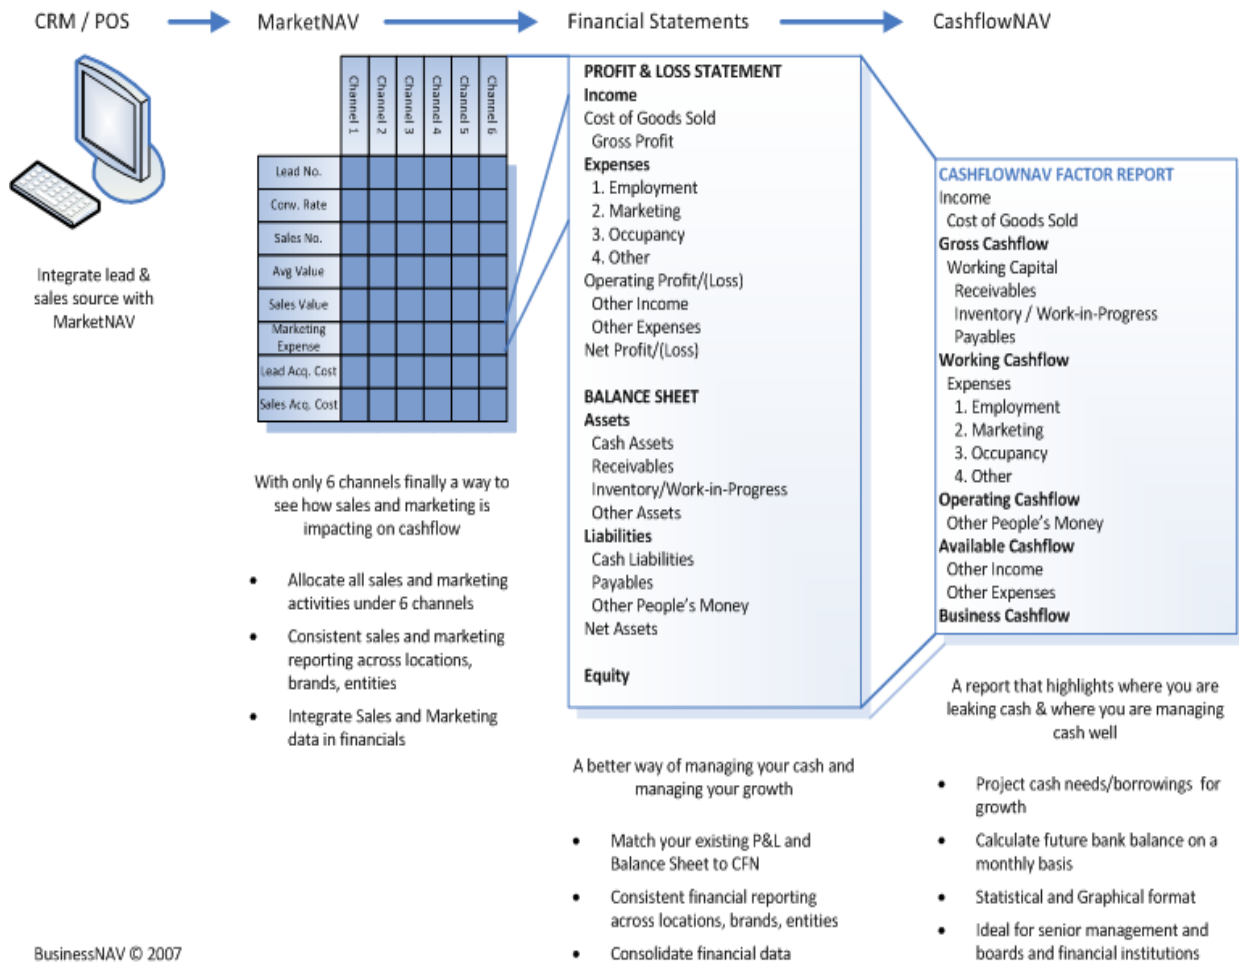 CRM / POS
MarketNAV
Financial Statements
CashflowNAV
Integrate lead &
sales source with
MarketNAV
Channel 1
Channel 2
Channel 3
Channel 4
Channel 5
Channel 6
Lead No.
Conv. Rate
Sales No.
Avg Value
Sales Value
Marketing
Expense
Lead Acq. Cost
Sales Acq. Cost
With only 6 channels finally a way to
see how sales and marketing is
impacting on cashflow
• Allocate all sales and marketing
activities under 6 channels
• Consistent sales and marketing
reporting across locations,
brands, entities
• Integrate Sales and Marketing
data in financials
PROFIT & LOSS STATEMENT
Income
Cost of Goods Sold
Gross Profit
Expenses
1. Employment
2. Marketing
3. Occupancy
4. Other
Operating Profit/(Loss)
Other Income
Other Expenses
Net Profit/(Loss)
BALANCE SHEET
Assets
Cash Assets
Receivables
Inventory/Work-in-Progress
Other Assets
Liabilities
Cash Liabilities
Payables
Other People's Money
Net Assets
Equity
A better way of managing your cash and
managing your growth
• Match your existing P&L and
Balance Sheet to CFN
• Consistent financial reporting
across locations, brands, entities
• Consolidate financial data
CASHFLOWNAV FACTOR REPORT
Income
Cost of Goods Sold
Gross Cashflow
Working Capital
Receivables
Inventory / Work-in-Progress
Payables
Working Cashflow
Expenses
1. Employment
2. Marketing
3. Occupancy
4. Other
Operating Cashflow
Other People's Money
Available Cashflow
Other Income
Other Expenses
Business Cashflow
A report that highlights where you are
leaking cash & where you are managing
cash well
• Project cash needs/borrowings for
growth
• Calculate future bank balance on a
monthly basis
• Statistical and Graphical format
• Ideal for senior management and
boards and financial institutions
BusinessNAV © 2007